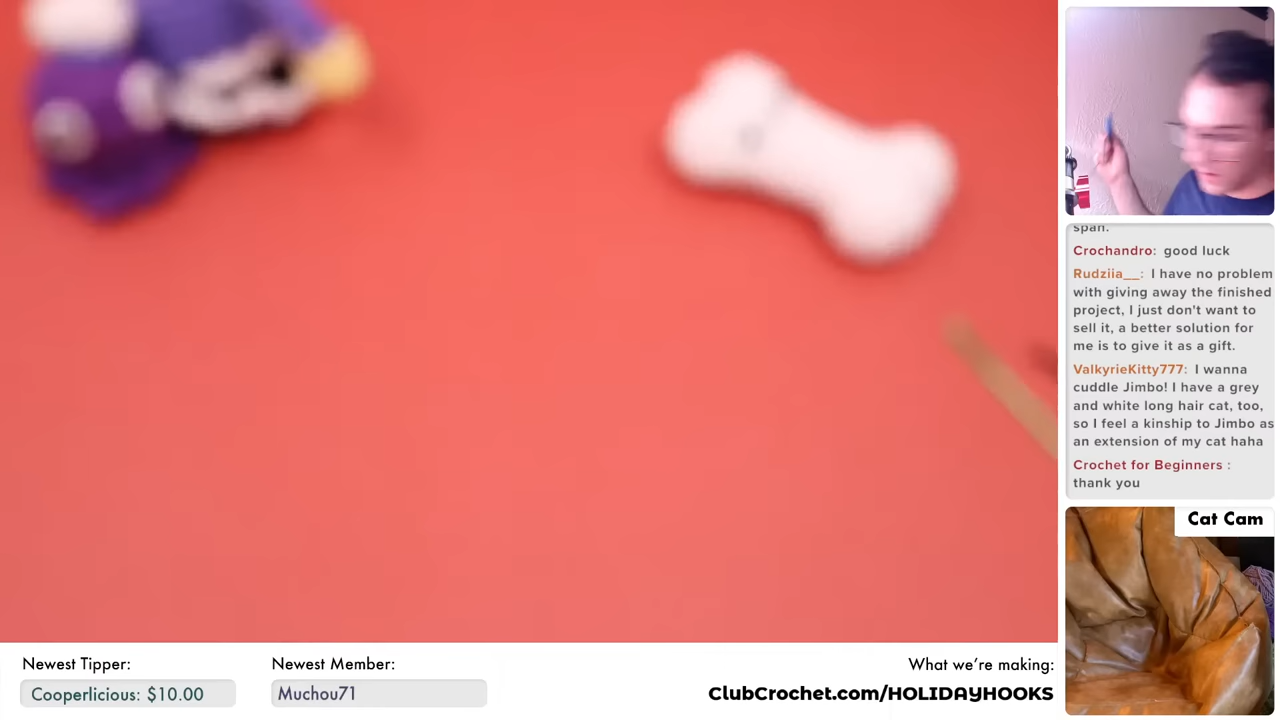 span.
Crochandro: good luck
Rudziia__: I have no problem
with giving away the finished
project, I just don't want to
sell it, a better solution for
me is to give it as a gift.
ValkyrieKitty777: I wanna
cuddle Jimbo! I have a grey
and white long hair cat, too,
so I feel a kinship to Jimbo as
an extension of my cat haha
Crochet for Beginners :
thank you
Cat Cam
Newest Tipper:
Cooperlicious: $10.00
Newest Member:
Muchou71
What we're making:
ClubCrochet.com/HOLIDAYHOOKS